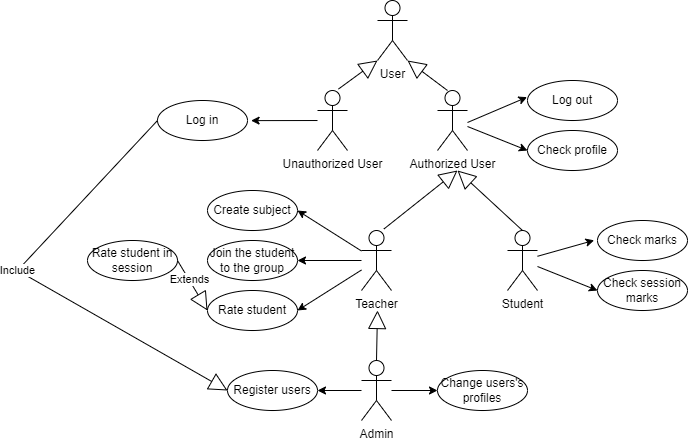 User
Log out
Log in
Check profile
Unauthorized User
Authorized User
Create subject
Check marks
Rate student in
session
Join the student
to the group
Include
Extends
Check session
marks
Rate student
Teacher
Student
Register users
Change users's
profiles
Admin